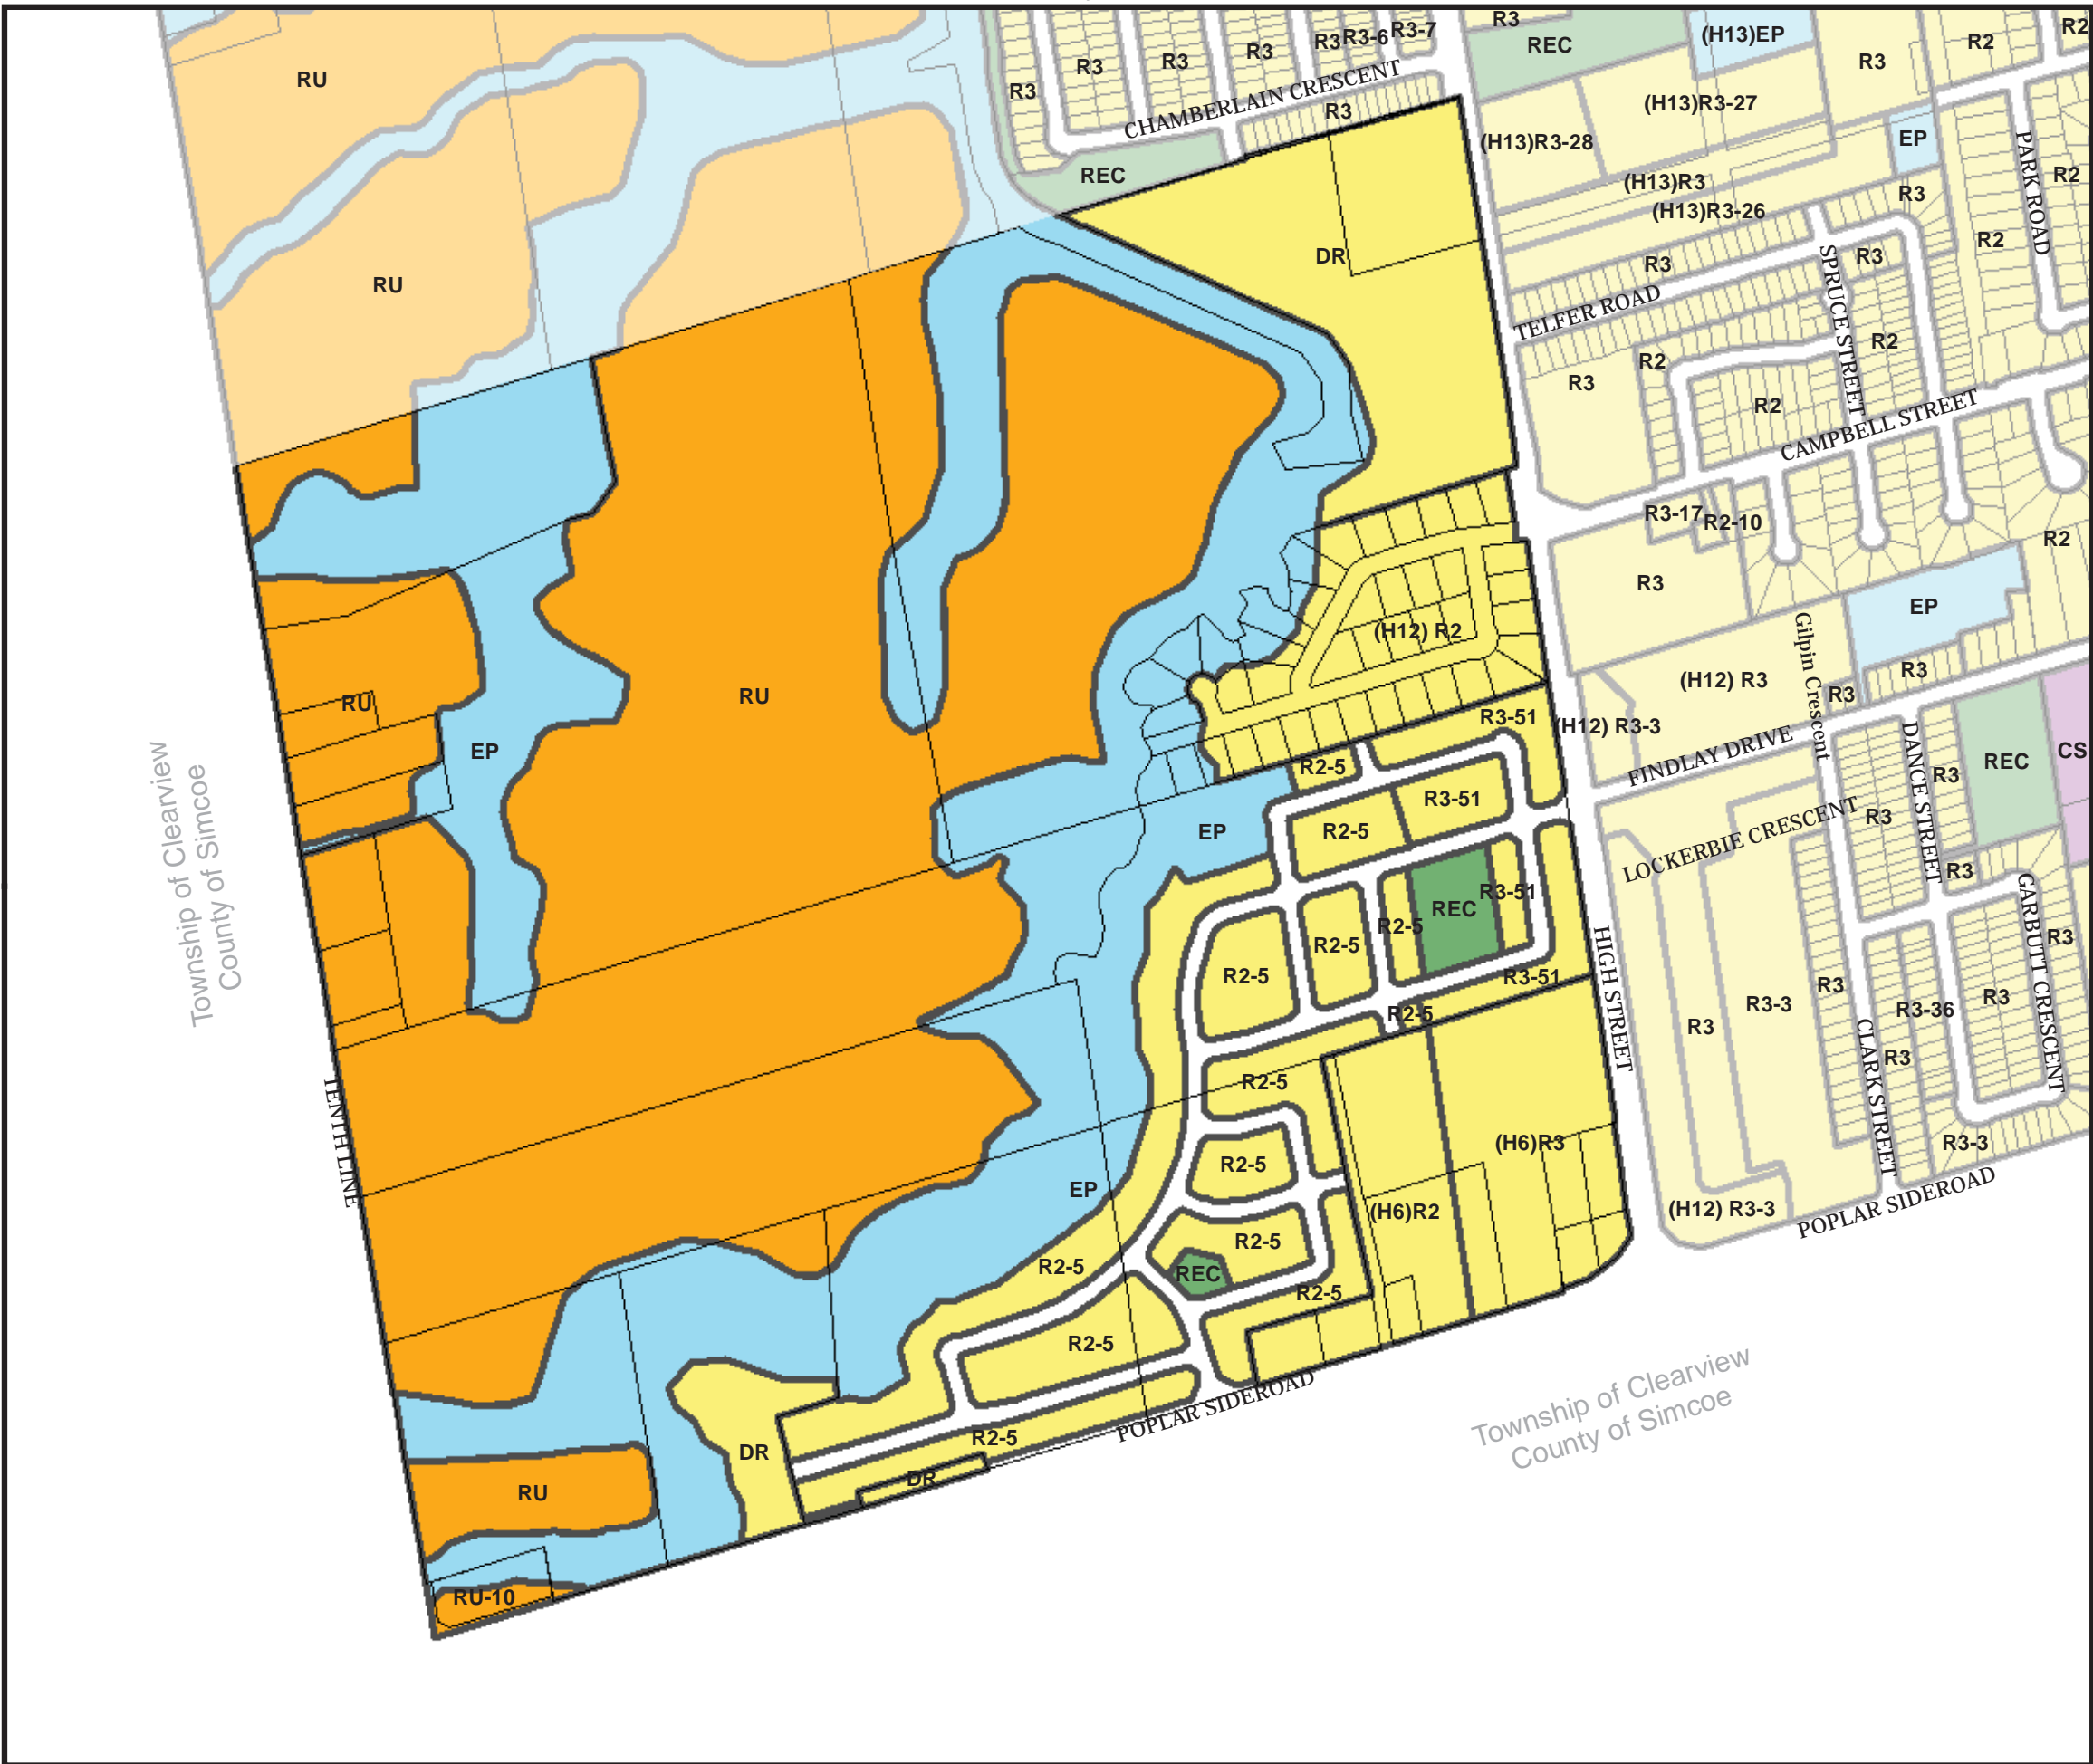 R3
R3-6
R3-7
R3
R3
R3
R3
R3
CHAMBERLAIN CRESCENT
R3
REC
RU
RU
R3
REC
(H13)EP
R3
R2
R2
(H13)R3-27
(H13)R3-28
EP
PARK ROAD
R2
(H13)R3
R3
(H13)R3-26
R2
DR
R3
R3
TELFER ROAD
SPRUCE STREET
R2
R2
R3
R2
CAMPBELL STREET
R3-17
R2-10
R2
R3
EP
(H12) R2
Gilpin Crescent
(H12) R3
R3
R3
RU
RU
EP
R3-51
(H12) R3-3
FINDLAY DRIVE
DANCE STREET
REC
CS
R3
R2-5
R3-51
R2-5
EP
LOCKERBIE CRESCENT
R3
R3
GARBUTT CRESCENT
Township of Clearview
County of Simcoe
R3-51
REC
R2-5
R2-5
R2-5
R3-51
R2-5
HIGH STREET
R3
R3
R3-3
R3
R3-36
R3
R3
CLARK STREET
R2-5
TENTH LINE
R2-5
(H6)R3
R3-3
EP
(H6)R2
(H12) R3-3
POPLAR SIDEROAD
R2-5
R2-5
REC
R2-5
R2-5
POPLAR SIDEROAD
Township of Clearview
County of Simcoe
R2-5
DR
DR
RU
RU-10